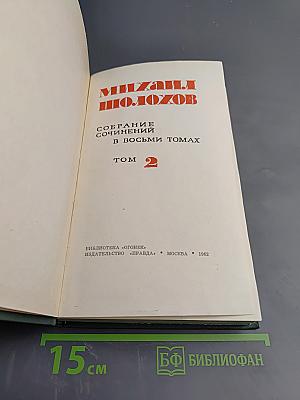 МИХАИЛ
ШОЛОХОВ
СОБРАНИЕ
СОЧИНЕНИЙ
В ВОСЬМИ ТОМАХ
ТОМ 2
БИБЛИОТЕКА «ОГОНЕК»
ИЗДАТЕЛЬСТВО «ПРАВДА» • МОСКВА • 1962
15 см
БФ БИБЛИОФАН